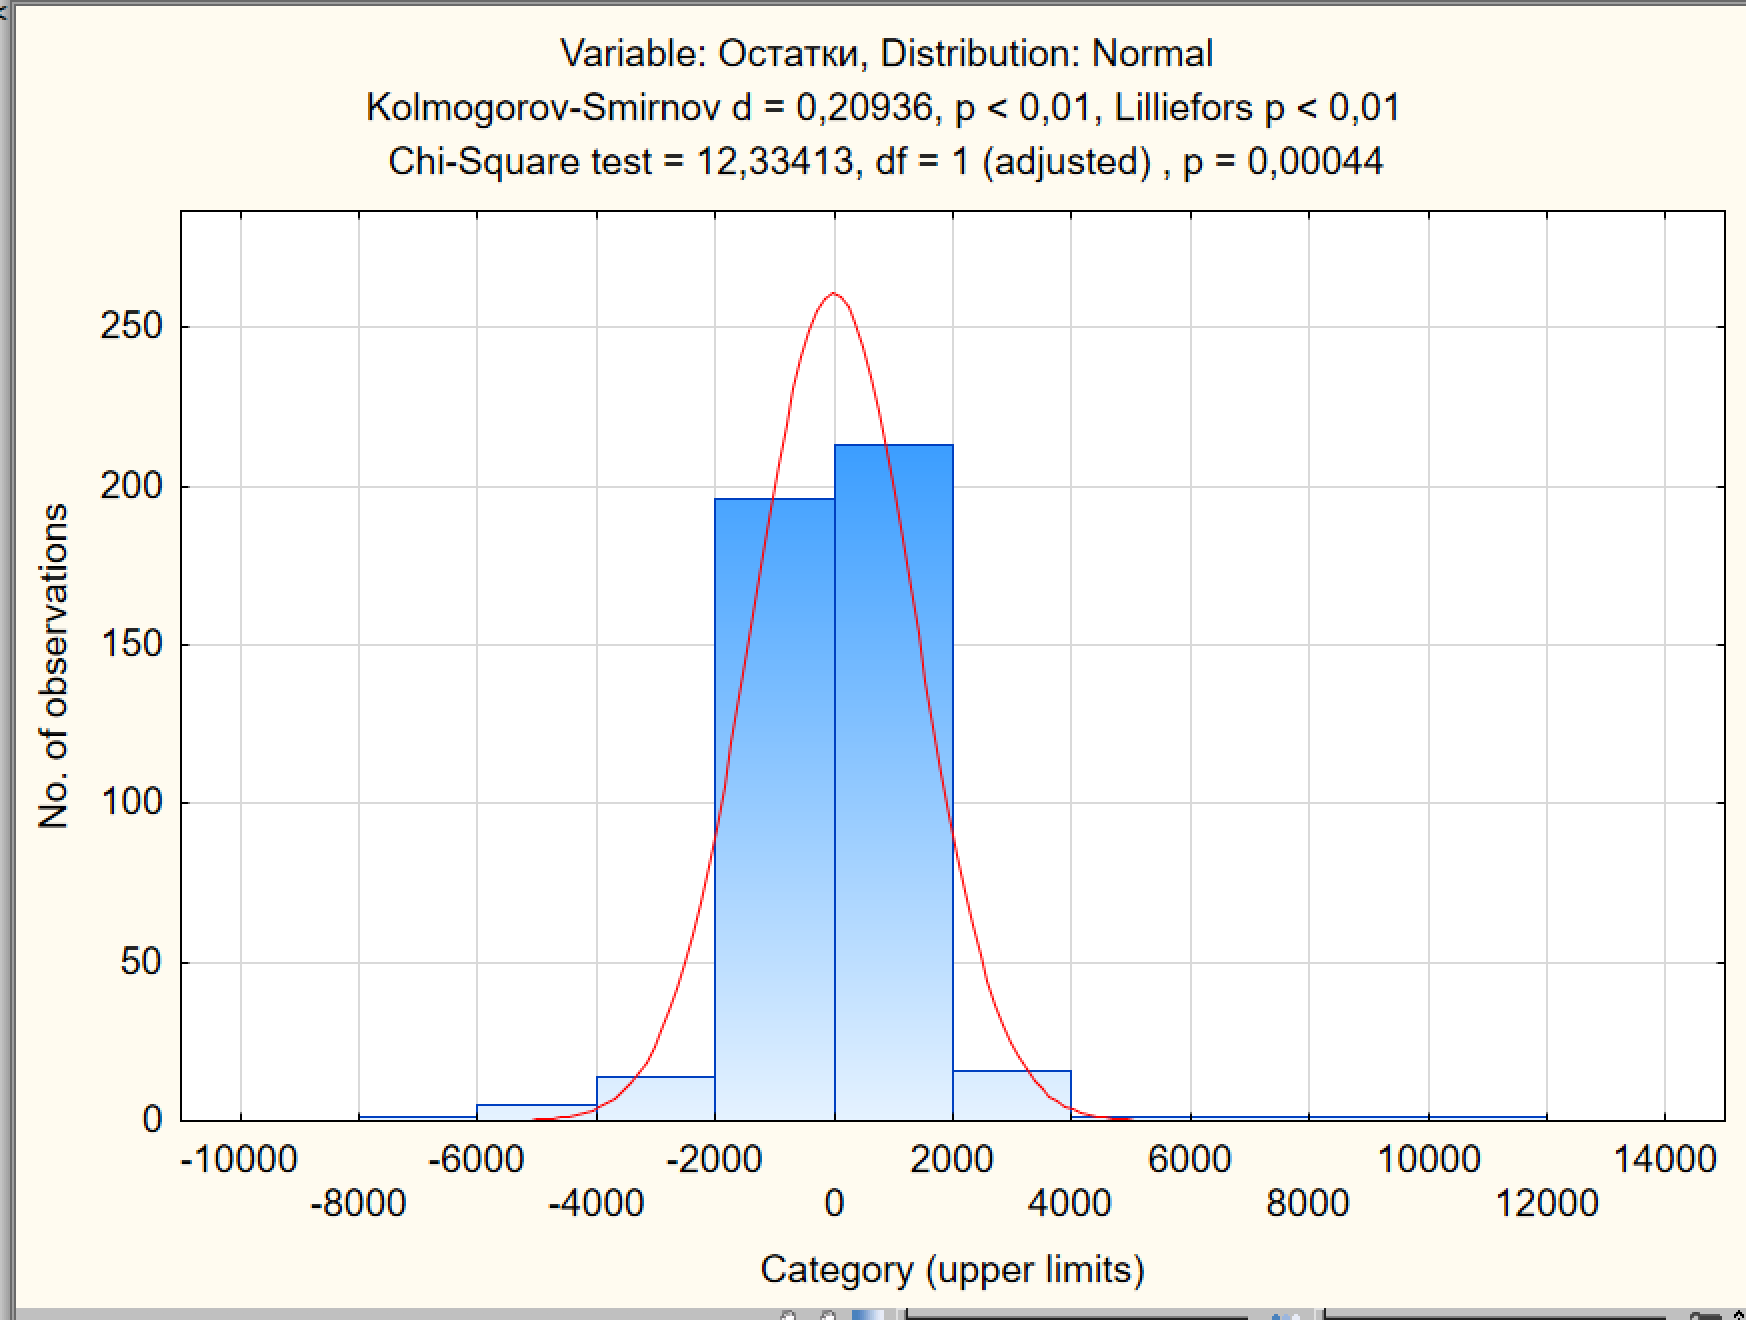 Variable: Остатки, Distribution: Normal
Kolmogorov-Smirnov d = 0,20936, p < 0,01, Lilliefors p < 0,01
Chi-Square test = 12,33413, df = 1 (adjusted) , p = 0,00044
250
200
150
100
50
0
No. of observations
-10000 -6000 -2000 2000 6000 10000 14000
-8000 -4000 0 4000 8000 12000
Category (upper limits)